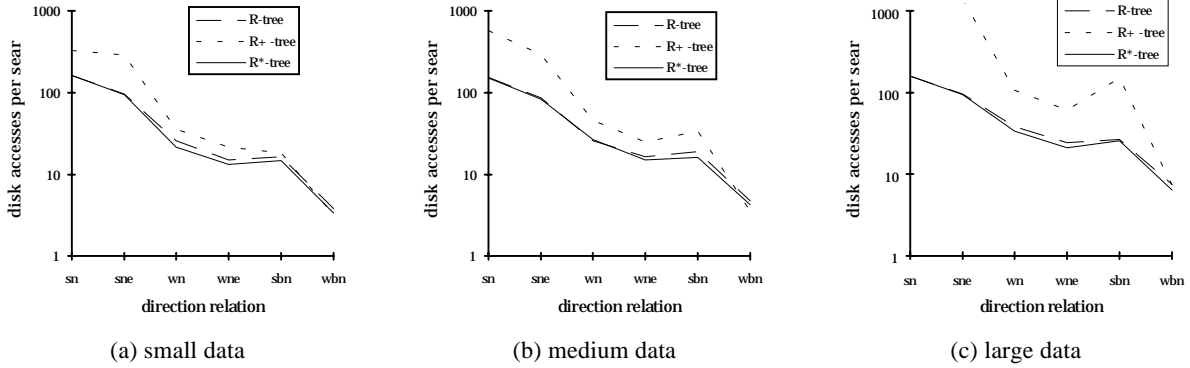 R-tree
R+ -tree
R*-tree
disk accesses per sear
1000
100
10
1
sn sne wn wne sbn wbn
direction relation
(a) small data
R-tree
R+ -tree
R*-tree
disk accesses per sear
1000
100
10
1
sn sne wn wne sbn wbn
direction relation
(b) medium data
R-tree
R+ -tree
R*-tree
disk accesses per sear
1000
100
10
1
sn sne wn wne sbn wbn
direction relation
(c) large data